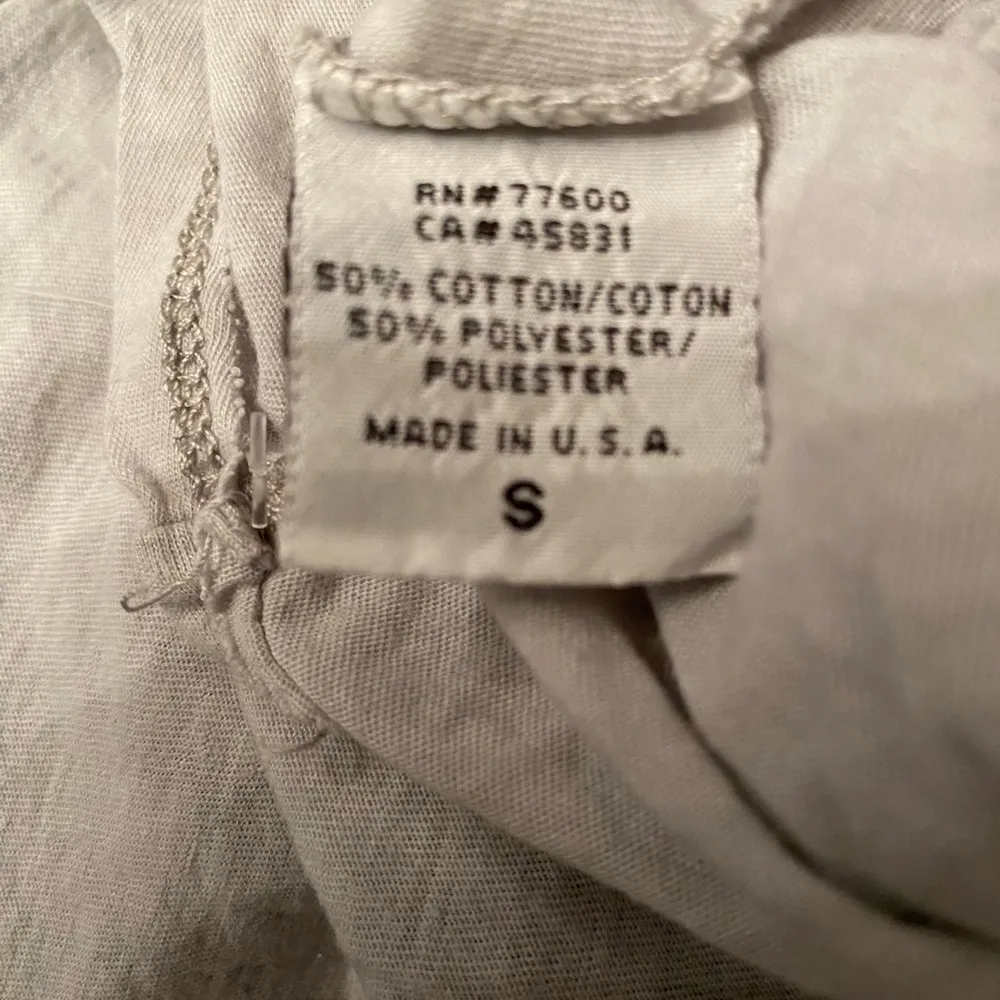 RN# 77600
CA# 45831
50% COTTON/COTON
50% POLYESTER/
POLIESTER
MADE IN U.S.A.
S